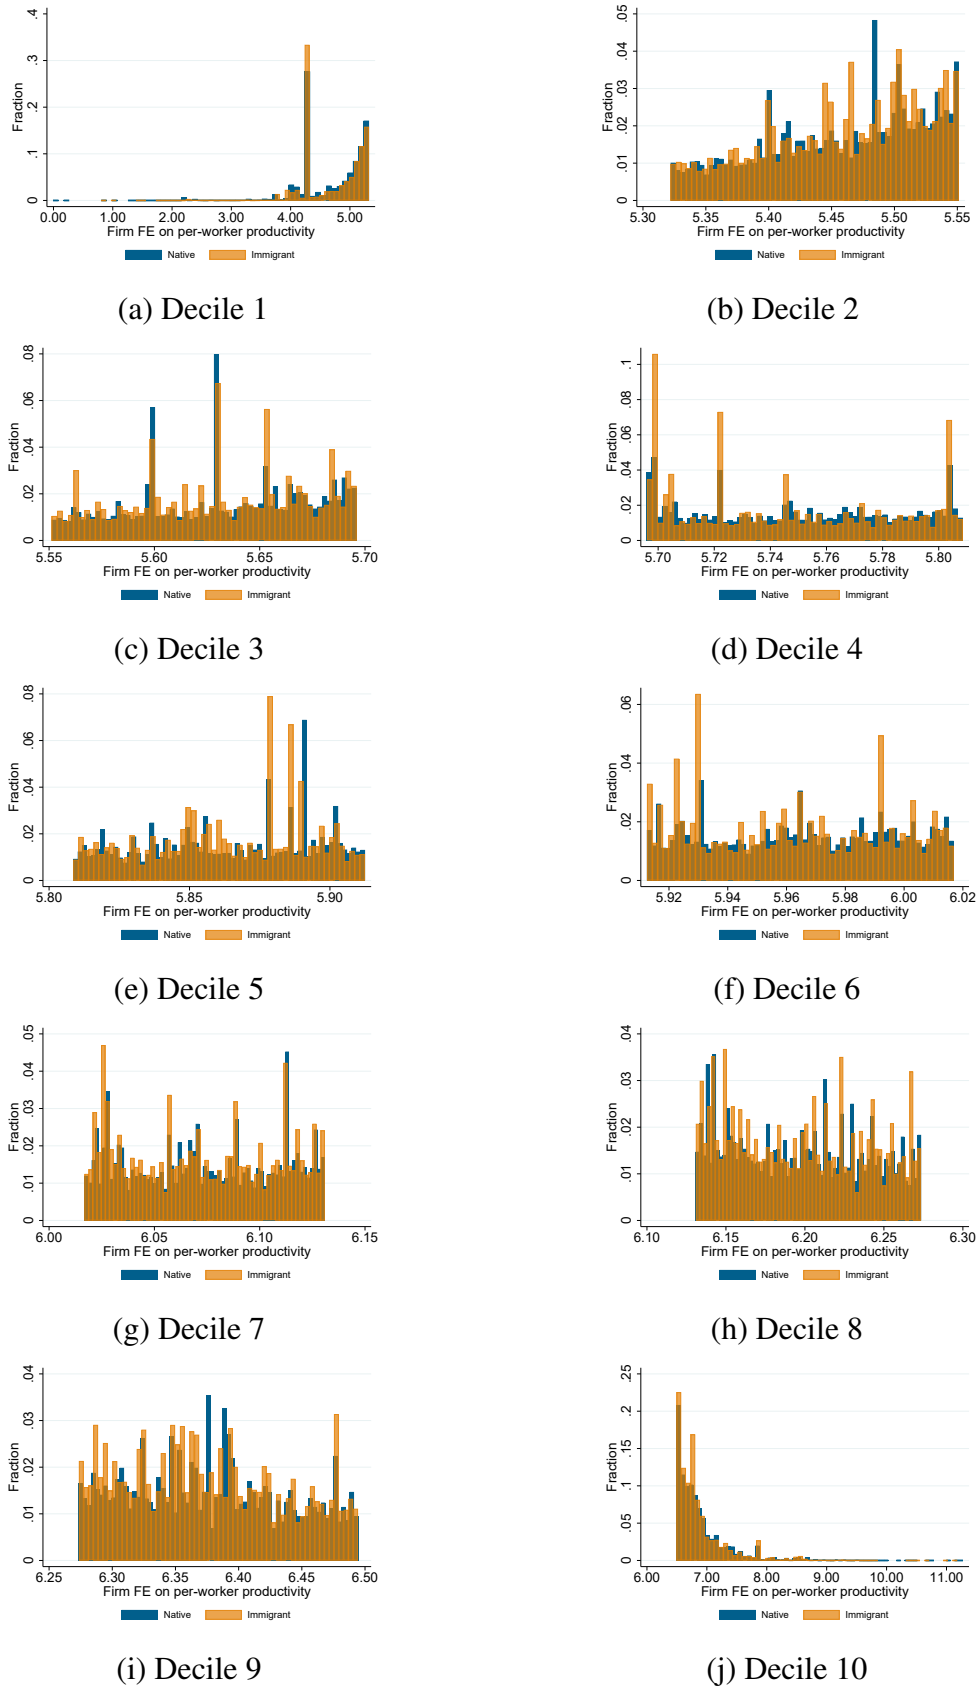 .4
.3
.2
.1
0
Fraction
0.00 1.00 2.00 3.00 4.00 5.00
Firm FE on per-worker productivity
Native Immigrant
(a) Decile 1
.05
.04
.03
.02
.01
0
Fraction
5.30 5.35 5.40 5.45 5.50 5.55
Firm FE on per-worker productivity
Native Immigrant
(b) Decile 2
.08
.06
.04
.02
0
Fraction
5.55 5.60 5.65 5.70
Firm FE on per-worker productivity
Native Immigrant
(c) Decile 3
.1
.08
.06
.04
.02
0
Fraction
5.70 5.72 5.74 5.76 5.78 5.80
Firm FE on per-worker productivity
Native Immigrant
(d) Decile 4
.08
.06
.04
.02
0
Fraction
5.80 5.85 5.90
Firm FE on per-worker productivity
Native Immigrant
(e) Decile 5
.06
.04
.02
0
Fraction
5.92 5.94 5.96 5.98 6.00 6.02
Firm FE on per-worker productivity
Native Immigrant
(f) Decile 6
.05
.04
.03
.02
.01
0
Fraction
6.00 6.05 6.10 6.15
Firm FE on per-worker productivity
Native Immigrant
(g) Decile 7
.04
.03
.02
.01
0
Fraction
6.10 6.15 6.20 6.25 6.30
Firm FE on per-worker productivity
Native Immigrant
(h) Decile 8
.04
.03
.02
.01
0
Fraction
6.25 6.30 6.35 6.40 6.45 6.50
Firm FE on per-worker productivity
Native Immigrant
(i) Decile 9
.25
.2
.15
.1
.05
0
Fraction
6.00 7.00 8.00 9.00 10.00 11.00
Firm FE on per-worker productivity
Native Immigrant
(j) Decile 10